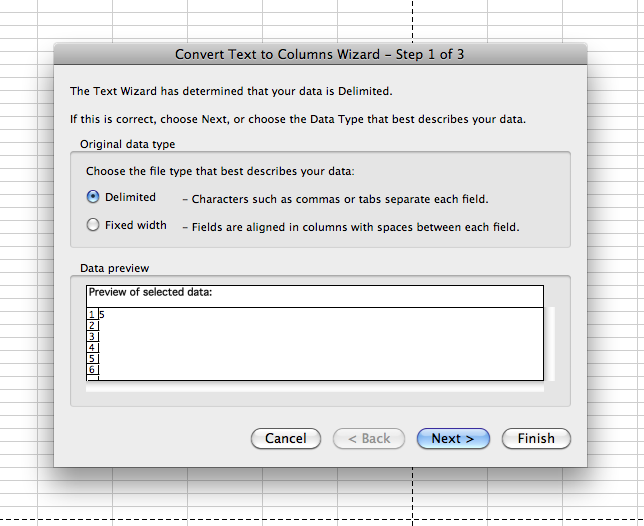 Convert Text to Columns Wizard – Step 1 of 3
The Text Wizard has determined that your data is Delimited.
If this is correct, choose Next, or choose the Data Type that best describes your data.
Original data type
Choose the file type that best describes your data:
Delimited – Characters such as commas or tabs separate each field.
Fixed width – Fields are aligned in columns with spaces between each field.
Data preview
Preview of selected data:
1 5
2
3
4
5
6
Cancel < Back Next > Finish